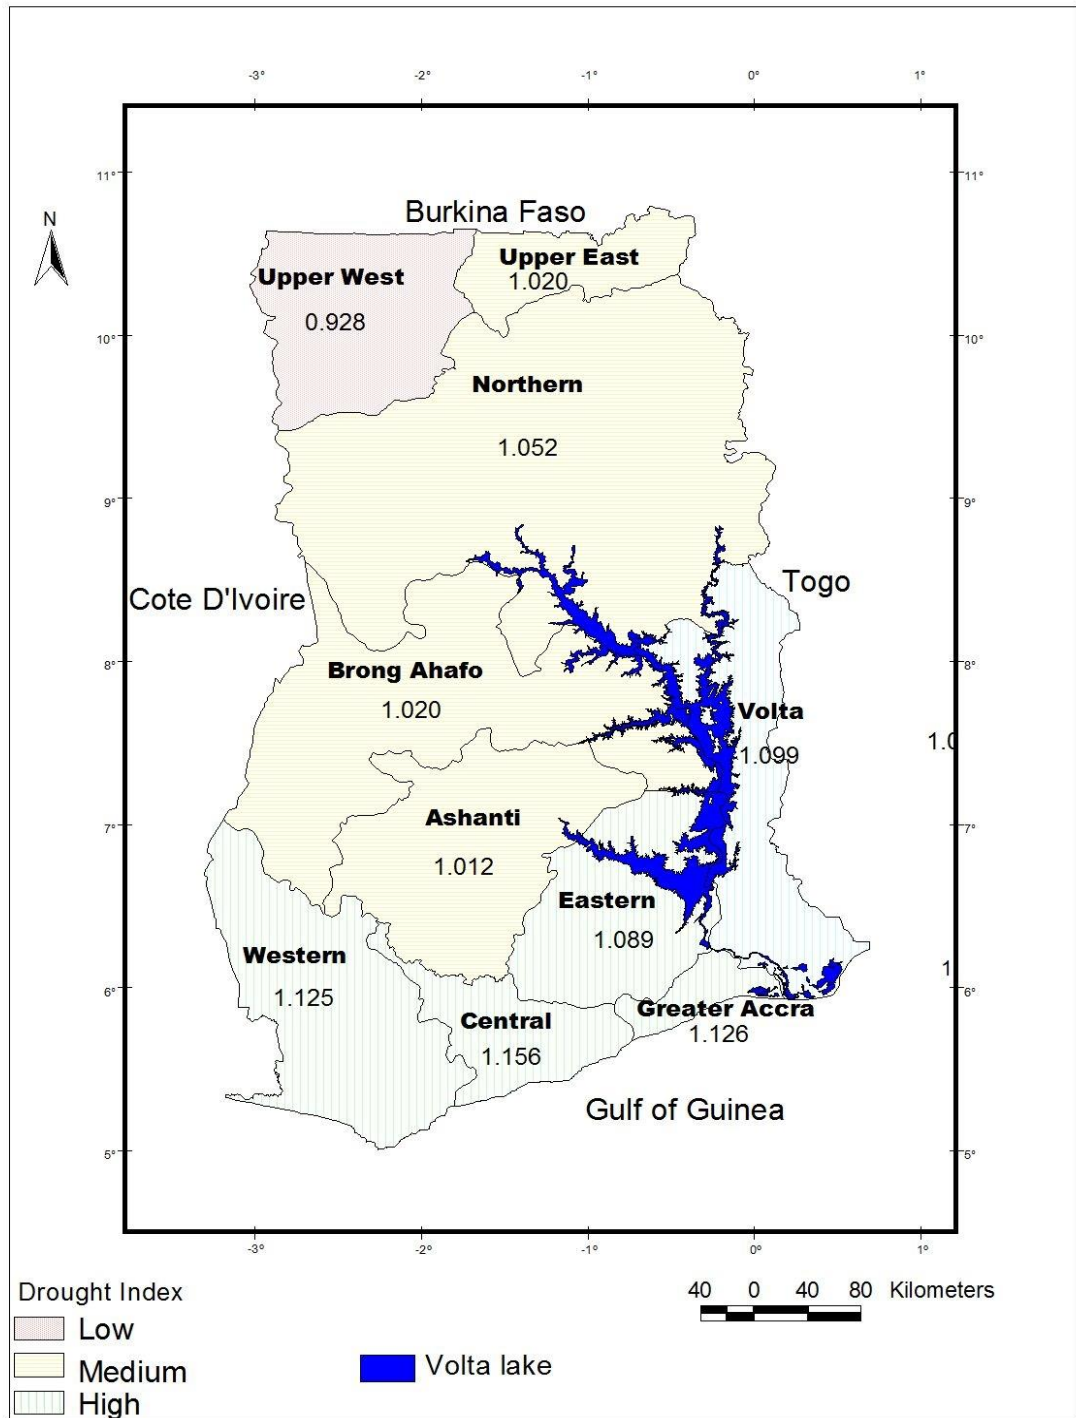 -3° -2° -1° 0° 1°
11° 11°
N
Burkina Faso
Upper East
1.020
Upper West
0.928
10° 10°
Northern
1.052
9° 9°
Togo
Cote D'Ivoire
8° 8°
Brong Ahafo
1.020
Volta
1.099
1.0
7° 7°
Ashanti
1.012
Eastern
1.089
Western
1.125
1
6° 6°
Greater Accra
1.126
Central
1.156
Gulf of Guinea
5° 5°
-3° -2° -1° 0° 1°
Drought Index
40 0 40 80 Kilometers
Low
Medium
Volta lake
High